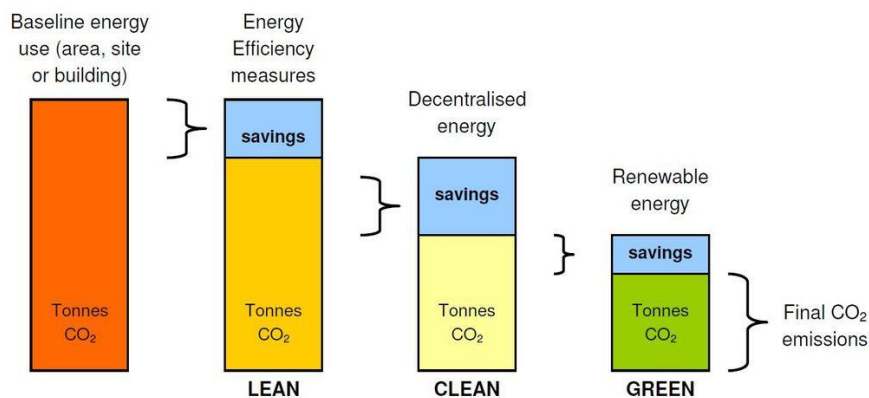 Baseline energy
use (area, site
or building)
Tonnes
CO₂
Energy
Efficiency
measures
savings
Tonnes
CO₂
LEAN
Decentralised
energy
savings
Tonnes
CO₂
CLEAN
Renewable
energy
savings
Tonnes
CO₂
GREEN
Final CO₂
emissions